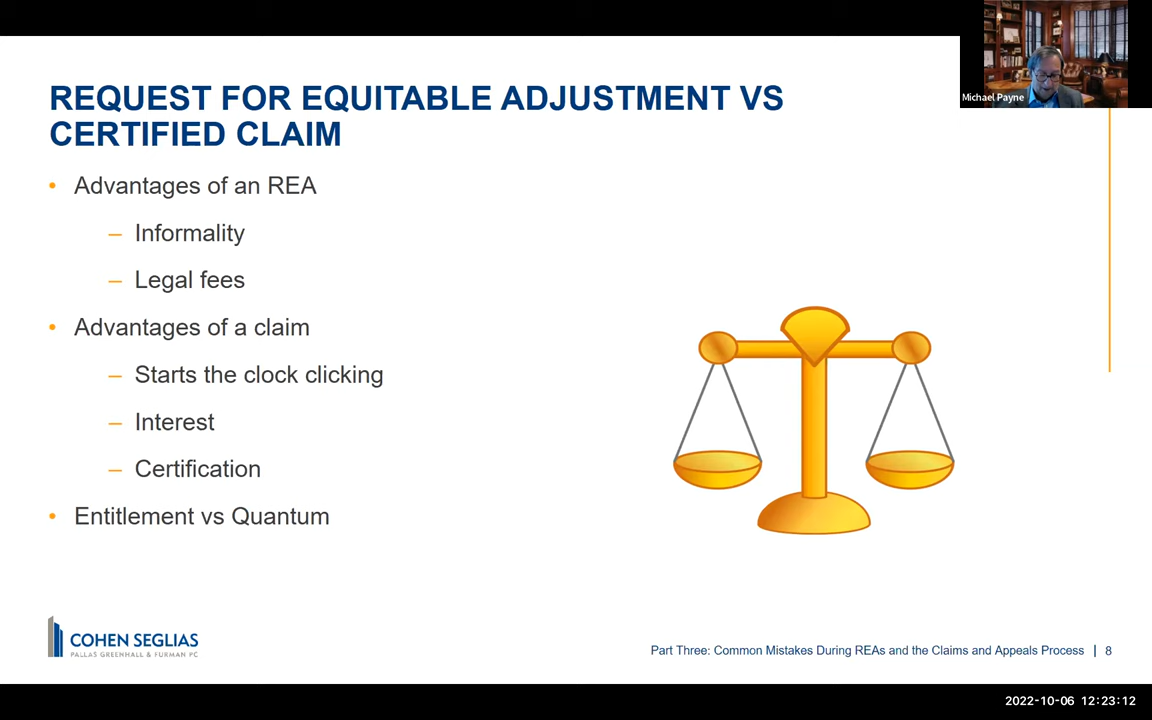 Michael Payne
REQUEST FOR EQUITABLE ADJUSTMENT VS
CERTIFIED CLAIM
• Advantages of an REA
– Informality
– Legal fees
• Advantages of a claim
– Starts the clock clicking
– Interest
– Certification
• Entitlement vs Quantum
COHEN SEGLIAS
PALLAS GREENHALL & FURMAN PC
Part Three: Common Mistakes During REAs and the Claims and Appeals Process | 8
2022-10-06 12:23:12